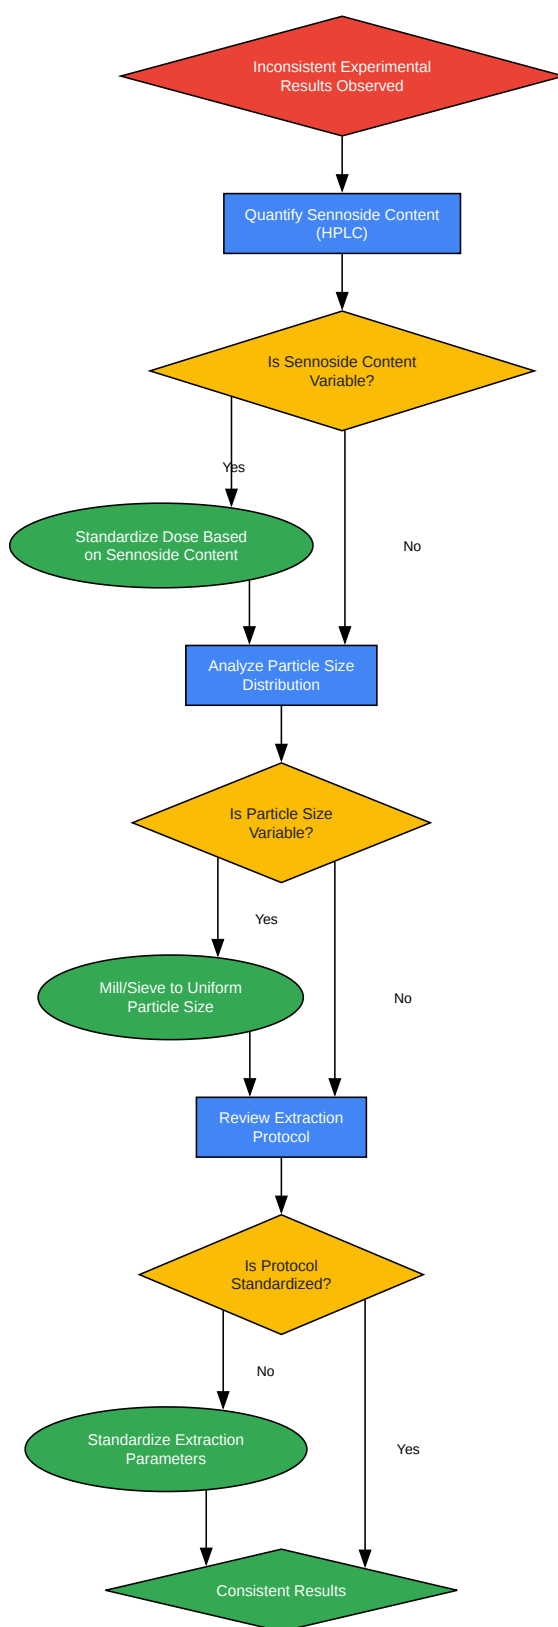 Inconsistent Experimental
Results Observed
Quantify Sennoside Content
(HPLC)
Is Sennoside Content
Variable?
Yes
Standardize Dose Based
on Sennoside Content
No
Analyze Particle Size
Distribution
Is Particle Size
Variable?
Yes
Mill/Sieve to Uniform
Particle Size
No
Review Extraction
Protocol
Is Protocol
Standardized?
No
Standardize Extraction
Parameters
Yes
Consistent Results